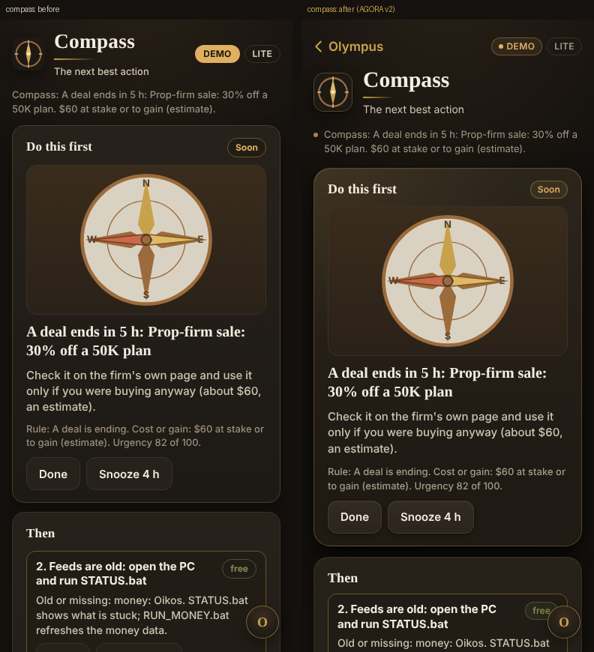 compass before
Compass
The next best action
DEMO
LITE
Compass: A deal ends in 5 h: Prop-firm sale: 30% off a
50K plan. $60 at stake or to gain (estimate).
Do this first
Soon
N
W
E
S
A deal ends in 5 h: Prop-firm sale:
30% off a 50K plan
Check it on the firm's own page and use it
only if you were buying anyway (about $60,
an estimate).
Rule: A deal is ending. Cost or gain: $60 at stake or
to gain (estimate). Urgency 82 of 100.
Done
Snooze 4 h
Then
2. Feeds are old: open the PC
and run STATUS.bat
free
Old or missing: money: Oikos. STATUS.bat
shows what is stuck; RUN_MONEY.bat
refreshes the money data.
O
compass after (AGORA v2)
Olympus
DEMO
LITE
Compass
The next best action
Compass: A deal ends in 5 h: Prop-firm sale: 30% off a
50K plan. $60 at stake or to gain (estimate).
Do this first
Soon
N
W
E
S
A deal ends in 5 h: Prop-firm sale:
30% off a 50K plan
Check it on the firm's own page and use it
only if you were buying anyway (about $60,
an estimate).
Rule: A deal is ending. Cost or gain: $60 at stake or
to gain (estimate). Urgency 82 of 100.
Done
Snooze 4 h
Then
2. Feeds are old: open the PC
and run STATUS.bat
free
Old or missing: money: Oikos. STATUS.bat
O